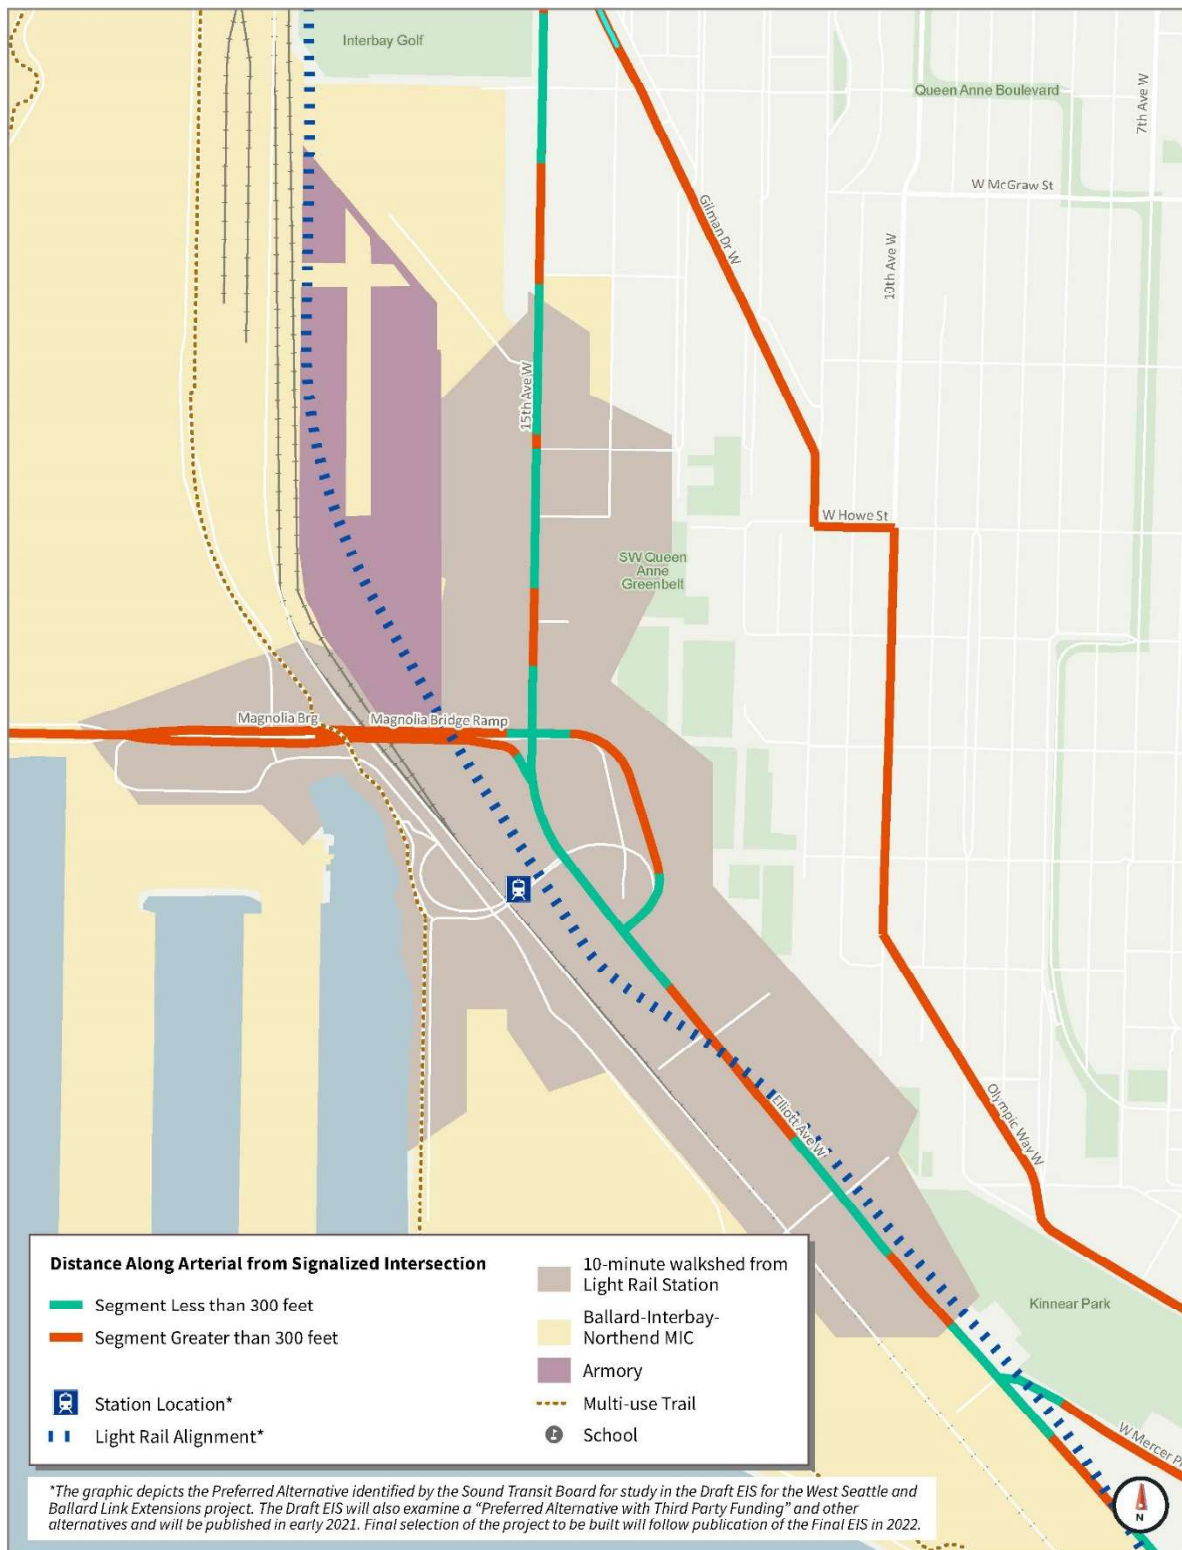 Interbay Golf
Queen Anne Boulevard
7th Ave W
W McGraw St
Gilman Dr W
10th Ave W
15th Ave W
W Howe St
SW Queen
Anne
Greenbelt
Magnolia Brg
Magnolia Bridge Ramp
Elliott Ave W
Olympic Way W
Kinnear Park
W Mercer P
Distance Along Arterial from Signalized Intersection
Segment Less than 300 feet
Segment Greater than 300 feet
Station Location*
Light Rail Alignment*
10-minute walkshed from
Light Rail Station
Ballard-Interbay-
Northend MIC
Armory
Multi-use Trail
School
*The graphic depicts the Preferred Alternative identified by the Sound Transit Board for study in the Draft EIS for the West Seattle and
Ballard Link Extensions project. The Draft EIS will also examine a “Preferred Alternative with Third Party Funding” and other
alternatives and will be published in early 2021. Final selection of the project to be built will follow publication of the Final EIS in 2022.
N